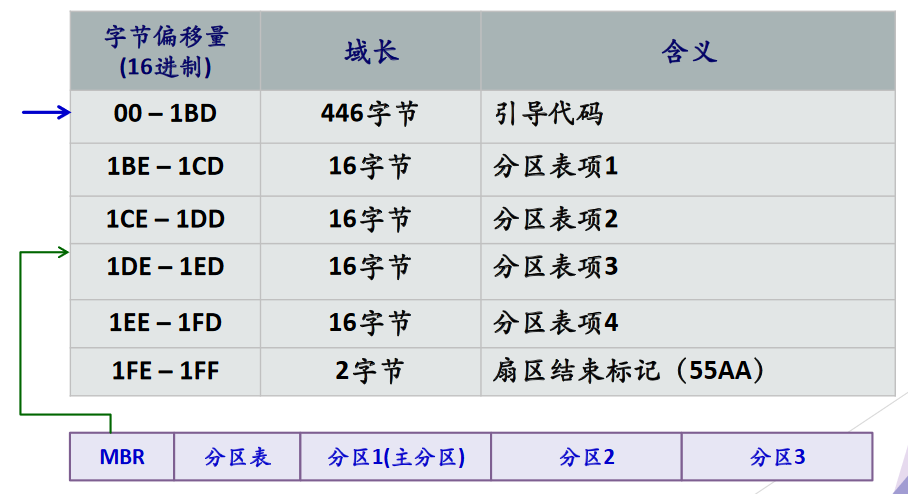 字节偏移量 域长 含义
(16进制)
00 – 1BD 446字节 引导代码
1BE – 1CD 16字节 分区表项1
1CE – 1DD 16字节 分区表项2
1DE – 1ED 16字节 分区表项3
1EE – 1FD 16字节 分区表项4
1FE – 1FF 2字节 扇区结束标记（55AA）
MBR 分区表 分区1(主分区) 分区2 分区3